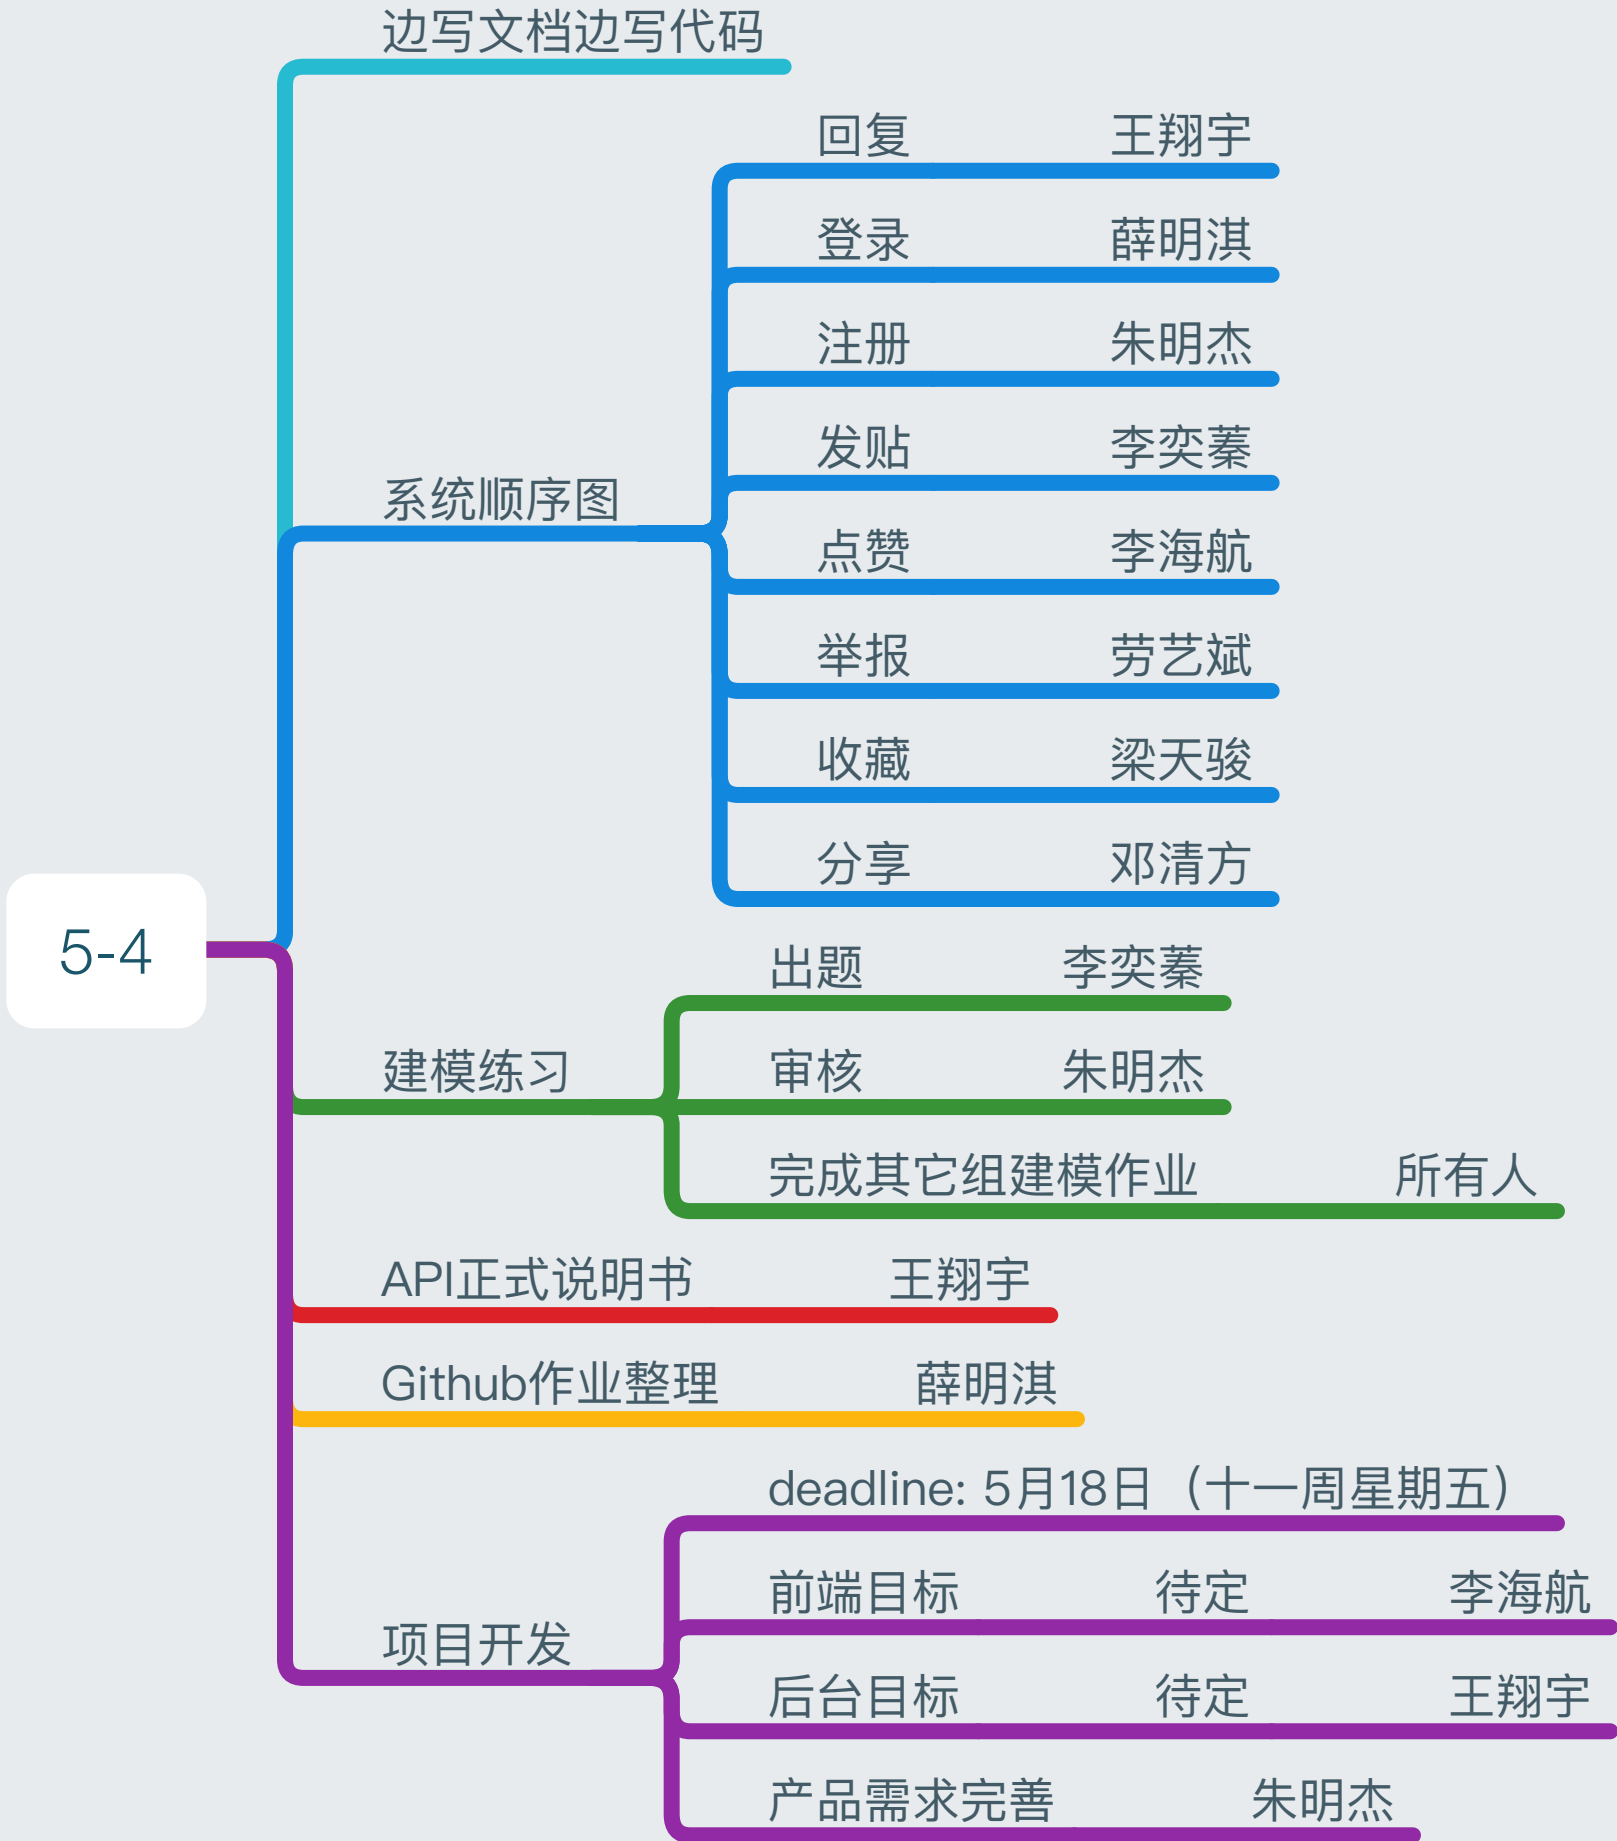 边写文档边写代码
回复 王翔宇
登录 薛明淇
注册 朱明杰
发贴 李奕蓁
系统顺序图
点赞 李海航
举报 劳艺斌
收藏 梁天骏
分享 邓清方
5-4
出题 李奕蓁
建模练习
审核 朱明杰
完成其它组建模作业 所有人
API正式说明书 王翔宇
Github作业整理 薛明淇
deadline: 5月18日（十一周星期五）
前端目标 待定 李海航
项目开发
后台目标 待定 王翔宇
产品需求完善 朱明杰